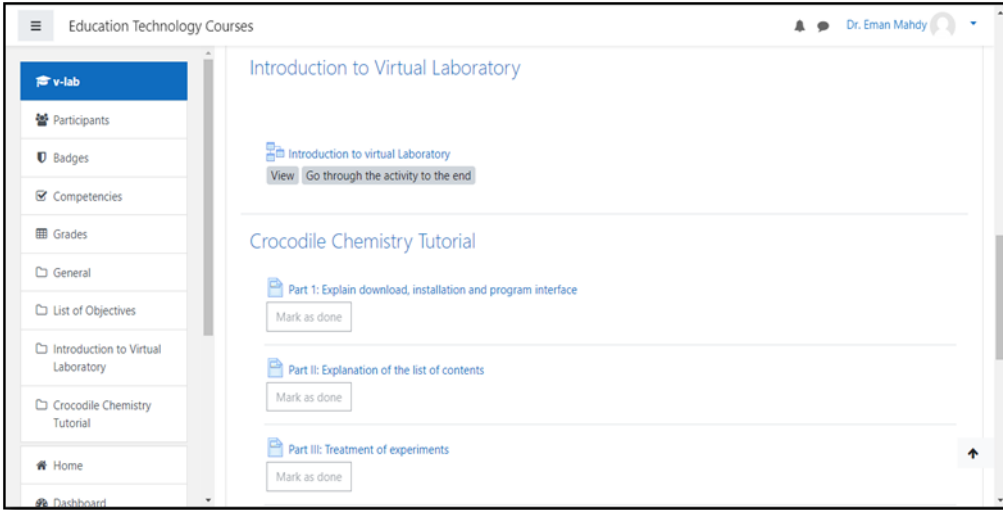 Education Technology Courses
Dr. Eman Mahdy
v-lab
Participants
Badges
Competencies
Grades
General
List of Objectives
Introduction to Virtual
Laboratory
Crocodile Chemistry
Tutorial
Home
Dashboard
Introduction to Virtual Laboratory
Introduction to virtual Laboratory
View Go through the activity to the end
Crocodile Chemistry Tutorial
Part 1: Explain download, installation and program interface
Mark as done
Part II: Explanation of the list of contents
Mark as done
Part III: Treatment of experiments
Mark as done